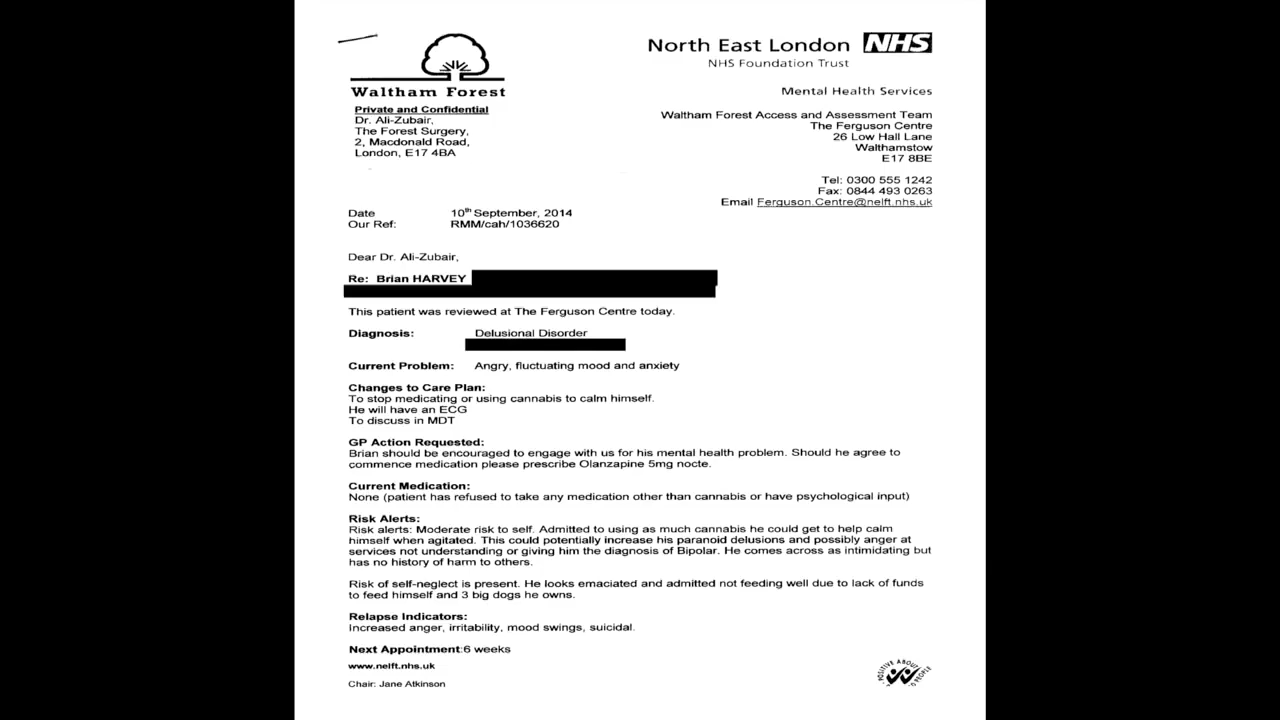 Waltham Forest
North East London NHS
NHS Foundation Trust
Mental Health Services
Private and Confidential
Dr. Ali-Zubair,
The Forest Surgery,
2, Macdonald Road,
London, E17 4BA
Waltham Forest Access and Assessment Team
The Ferguson Centre
26 Low Hall Lane
Walthamstow
E17 8BE
Tel: 0300 555 1242
Fax: 0844 493 0263
Email Ferguson.Centre@nelft.nhs.uk
Date 10th September, 2014
Our Ref: RMM/cah/1036620
Dear Dr. Ali-Zubair,
Re: Brian HARVEY
This patient was reviewed at The Ferguson Centre today.
Diagnosis: Delusional Disorder
Current Problem: Angry, fluctuating mood and anxiety
Changes to Care Plan:
To stop medicating or using cannabis to calm himself.
He will have an ECG
To discuss in MDT
GP Action Requested:
Brian should be encouraged to engage with us for his mental health problem. Should he agree to
commence medication please prescribe Olanzapine 5mg nocte.
Current Medication:
None (patient has refused to take any medication other than cannabis or have psychological input)
Risk Alerts:
Risk alerts: Moderate risk to self. Admitted to using as much cannabis he could get to help calm
himself when agitated. This could potentially increase his paranoid delusions and possibly anger at
services not understanding or giving him the diagnosis of Bipolar. He comes across as intimidating but
has no history of harm to others.
Risk of self-neglect is present. He looks emaciated and admitted not feeding well due to lack of funds
to feed himself and 3 big dogs he owns.
Relapse Indicators:
Increased anger, irritability, mood swings, suicidal.
Next Appointment:6 weeks
www.nelft.nhs.uk
Chair: Jane Atkinson
POSITIVE ABOUT
PEOPLE